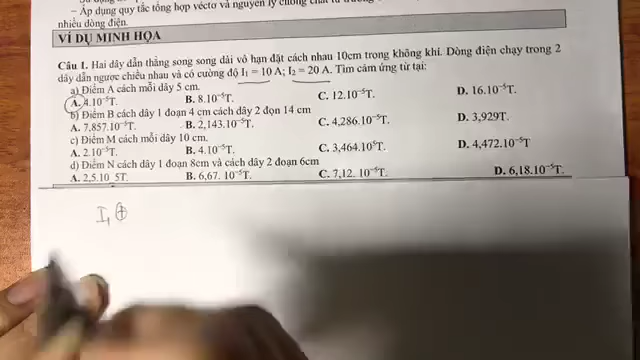 – Áp dụng quy tắc tổng hợp véctơ và nguyên lý chồng chất từ
nhiều dòng điện.
VÍ DỤ MINH HỌA
Câu 1. Hai dây dẫn thẳng song song dài vô hạn đặt cách nhau 10cm trong không khí. Dòng điện chạy trong 2
dây dẫn ngược chiều nhau và có cường độ I₁ = 10 A; I₂ = 20 A. Tìm cảm ứng từ tại:
a) Điểm A cách mỗi dây 5 cm.
A. 4.10⁻⁵T. B. 8.10⁻⁵T. C. 12.10⁻⁵T. D. 16.10⁻⁵T.
b) Điểm B cách dây 1 đoạn 4 cm cách dây 2 đọn 14 cm
A. 7,857.10⁻⁵T. B. 2,143.10⁻⁵T. C. 4,286.10⁻⁵T. D. 3,929T.
c) Điểm M cách mỗi dây 10 cm.
A. 2.10⁻⁵T. B. 4.10⁻⁵T. C. 3,464.10⁵T. D. 4,472.10⁻⁵T
d) Điểm N cách dây 1 đoạn 8cm và cách dây 2 đoạn 6cm
A. 2,5.10 5T. B. 6,67. 10⁻⁵T. C. 7,12. 10⁻⁵T. D. 6,18.10⁻⁵T.
I₁ ⊕